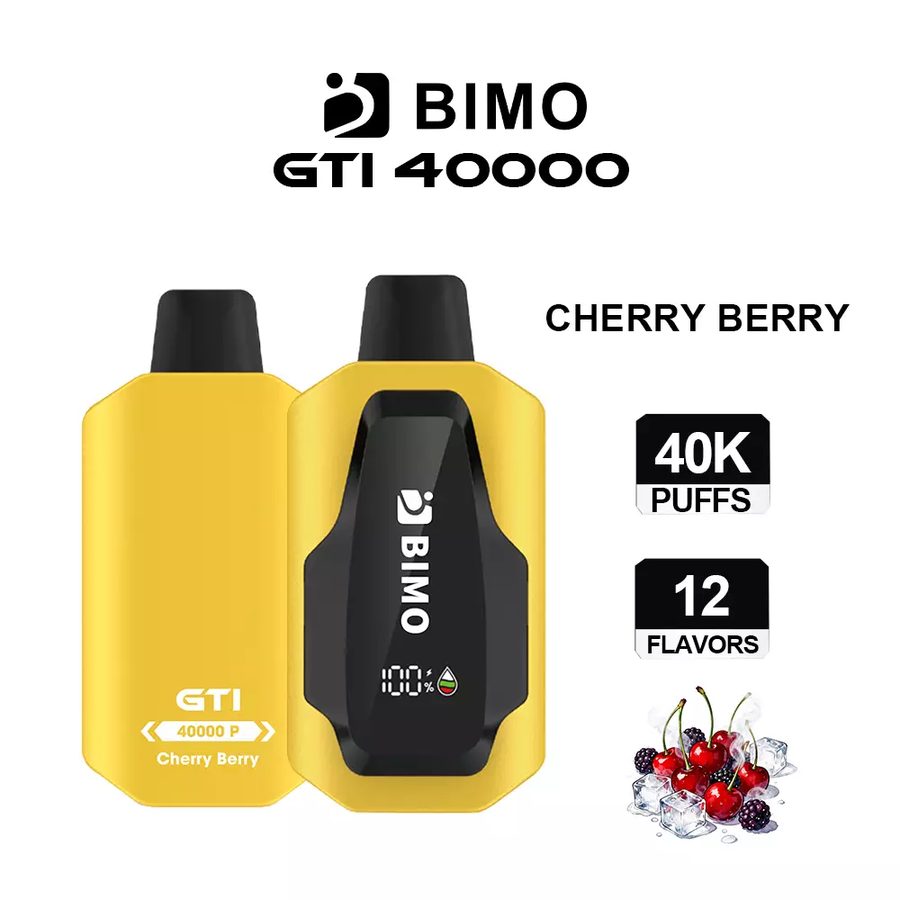 BIMO
GTI 40000
CHERRY BERRY
40K
PUFFS
12
FLAVORS
BIMO
100%
GTI
40000 P
Cherry Berry